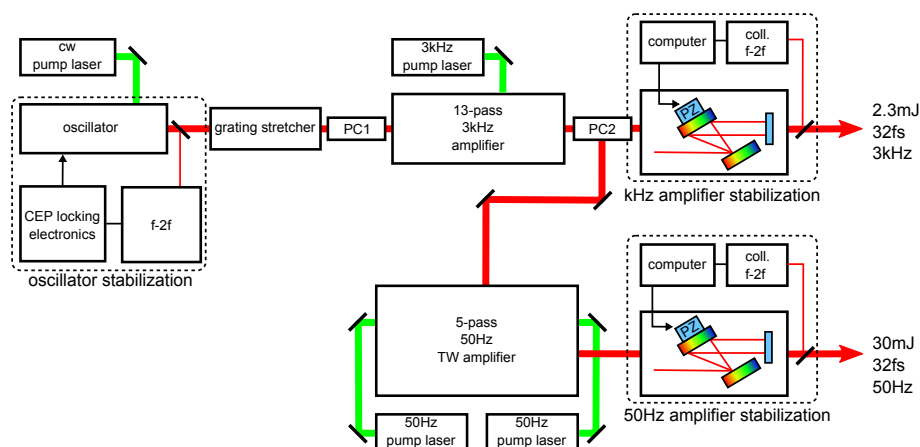 cw
pump laser
3kHz
pump laser
computer
coll.
f-2f
oscillator
grating stretcher
PC1
13-pass
3kHz
amplifier
PC2
PZ
2.3mJ
32fs
3kHz
CEP locking
electronics
f-2f
oscillator stabilization
kHz amplifier stabilization
computer
coll.
f-2f
5-pass
50Hz
TW amplifier
PZ
30mJ
32fs
50Hz
50Hz
pump laser
50Hz
pump laser
50Hz amplifier stabilization